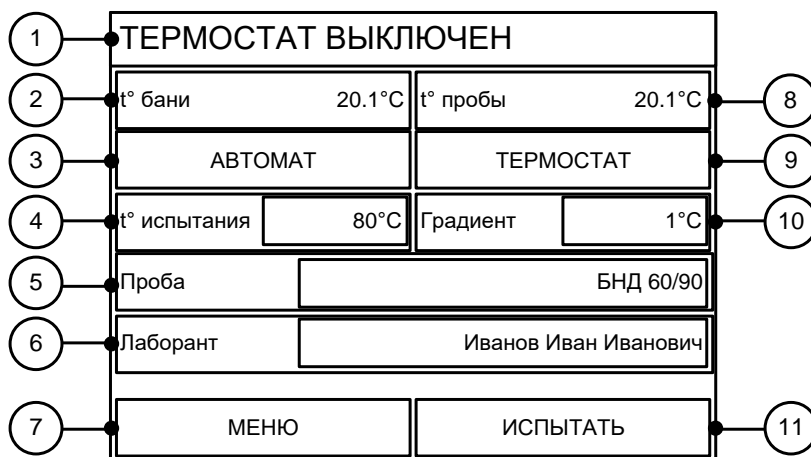 1 ТЕРМОСТАТ ВЫКЛЮЧЕН
2 t° бани 20.1°C t° пробы 20.1°C 8
3 АВТОМАТ ТЕРМОСТАТ 9
4 t° испытания 80°C Градиент 1°C 10
5 Проба БНД 60/90
6 Лаборант Иванов Иван Иванович
7 МЕНЮ ИСПЫТАТЬ 11